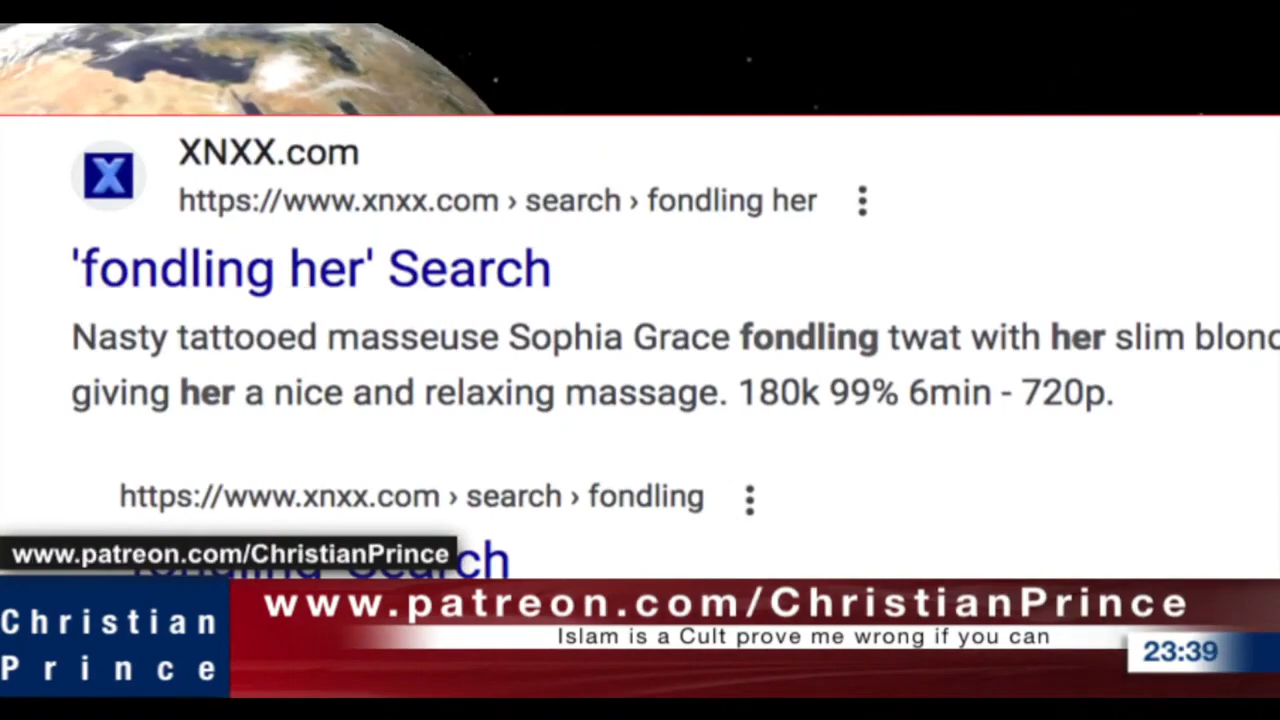 XNXX.com
https://www.xnxx.com › search › fondling her
'fondling her' Search
Nasty tattooed masseuse Sophia Grace fondling twat with her slim blond
giving her a nice and relaxing massage. 180k 99% 6min - 720p.
https://www.xnxx.com › search › fondling
'fondling' Search
www.patreon.com/ChristianPrince
www.patreon.com/ChristianPrince
Islam is a Cult prove me wrong if you can
Christian
Prince
23:39